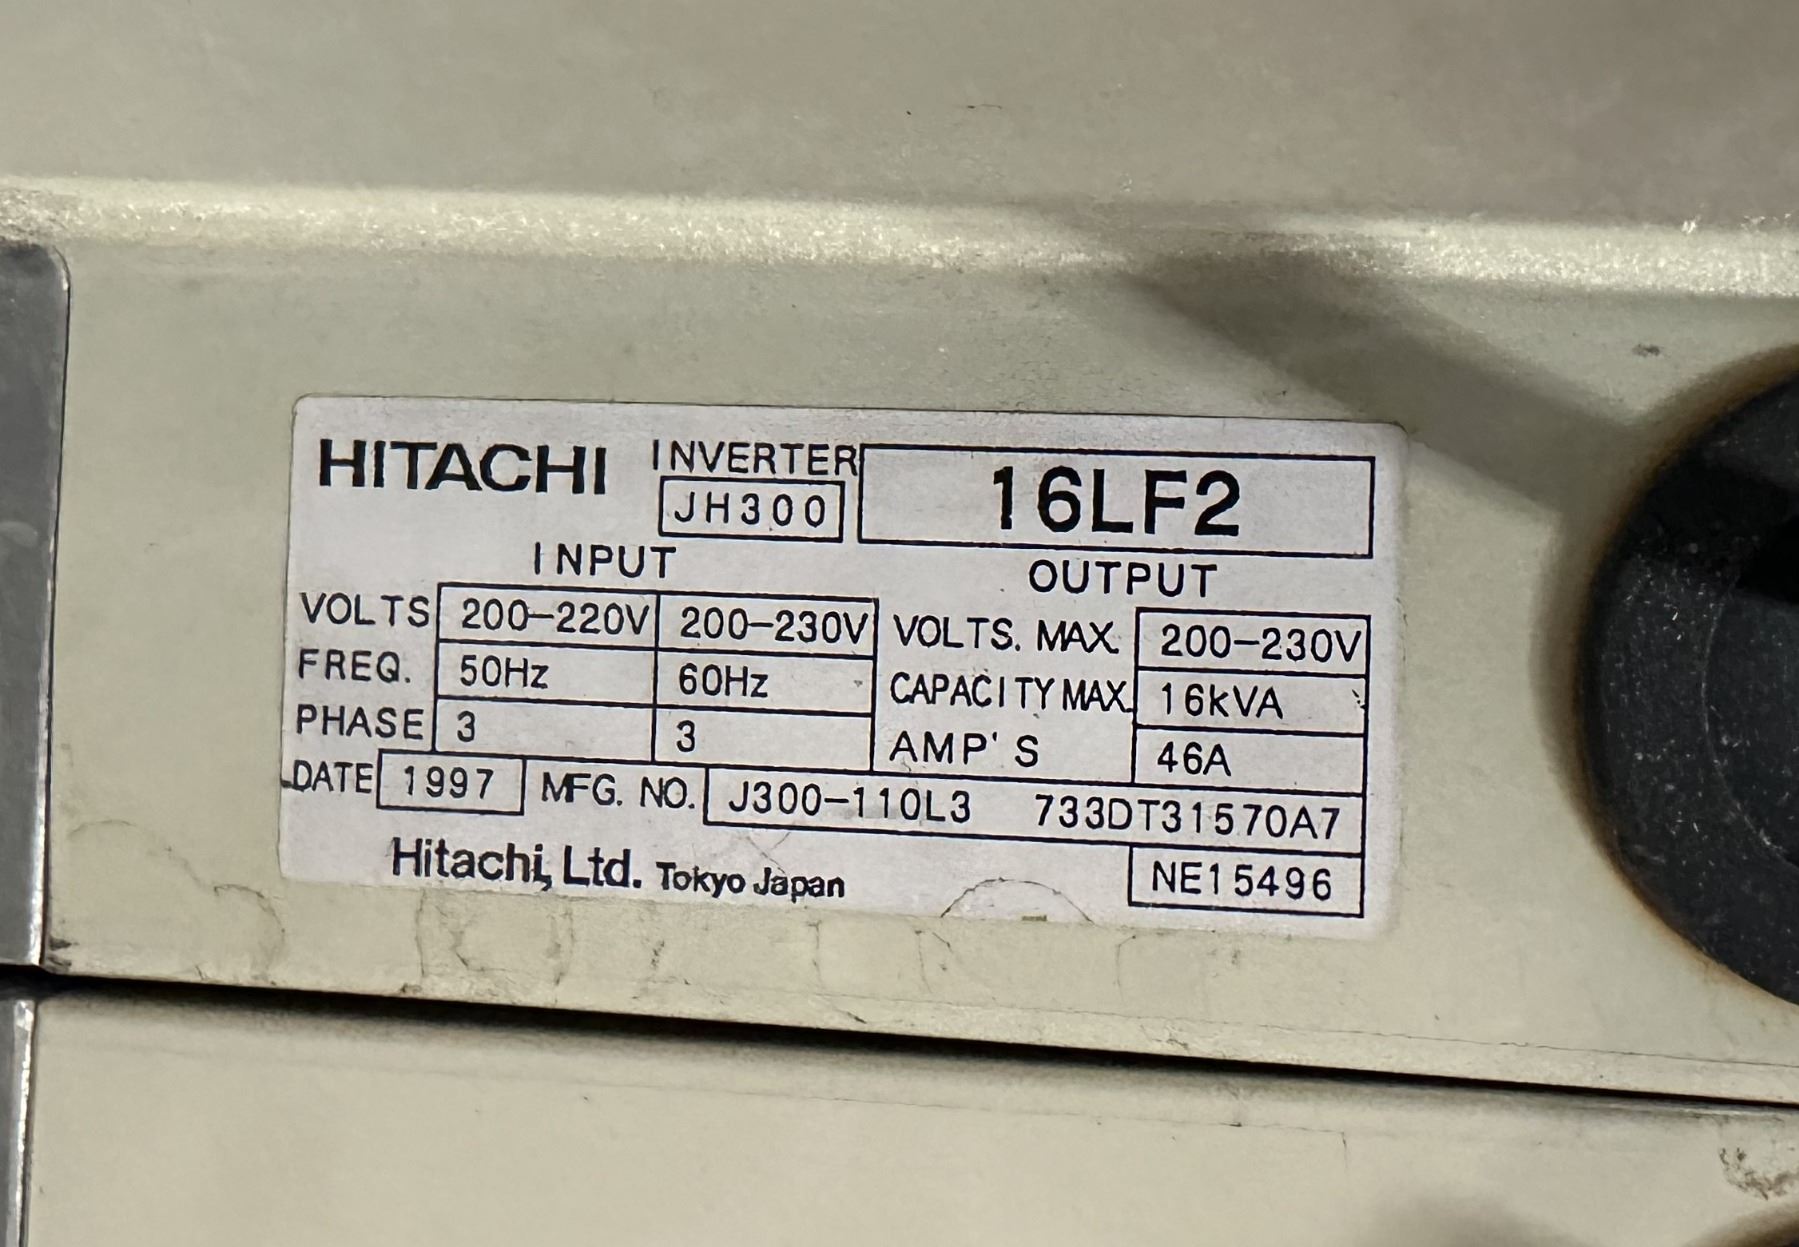 HITACHI INVERTER JH300 16LF2
INPUT OUTPUT
VOLTS 200-220V 200-230V VOLTS. MAX. 200-230V
FREQ. 50Hz 60Hz CAPACITY MAX. 16kVA
PHASE 3 3 AMP'S 46A
DATE 1997 MFG. NO. J300-110L3 733DT31570A7
Hitachi, Ltd. Tokyo Japan NE15496